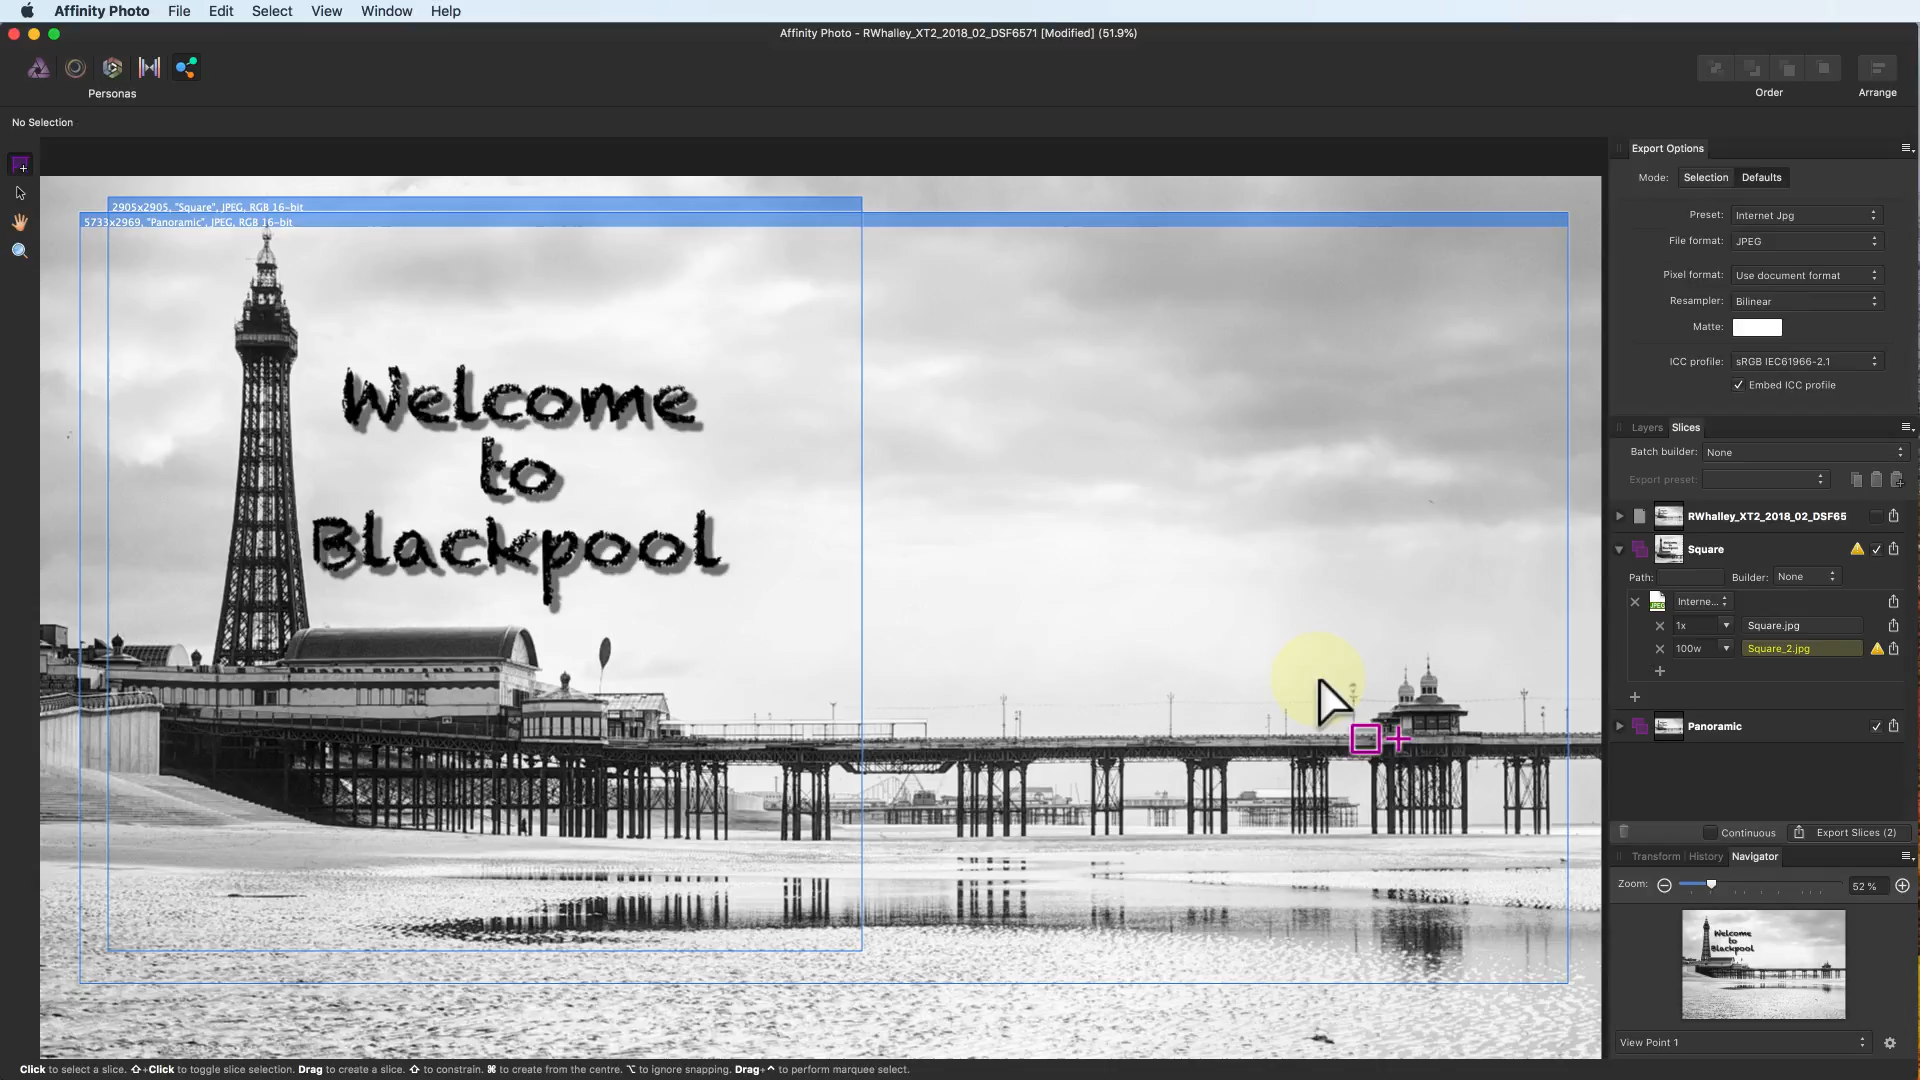 Affinity Photo File Edit Select View Window Help
Affinity Photo - RWhalley_XT2_2018_02_DSF6571 [Modified] (51.9%)
Personas
Order
Arrange
No Selection
2905x2905, "Square", JPEG, RGB 16-bit
5733x2969, "Panoramic", JPEG, RGB 16-bit
Welcome
to
Blackpool
Export Options
Mode: Selection Defaults
Preset: Internet Jpg
File format: JPEG
Pixel format: Use document format
Resampler: Bilinear
Matte:
ICC profile: sRGB IEC61966-2.1
Embed ICC profile
Layers Slices
Batch builder: None
Export preset:
RWhalley_XT2_2018_02_DSF65
Square
Path: Builder: None
JPEG Interne...
1x Square.jpg
100w Square_2.jpg
Panoramic
Continuous Export Slices (2)
Transform History Navigator
Zoom: 52 %
Welcome
to
Blackpool
View Point 1
Click to select a slice. ⇧+Click to toggle slice selection. Drag to create a slice. ⇧ to constrain. ⌘ to create from the centre. ⌥ to ignore snapping. Drag+⌃ to perform marquee select.